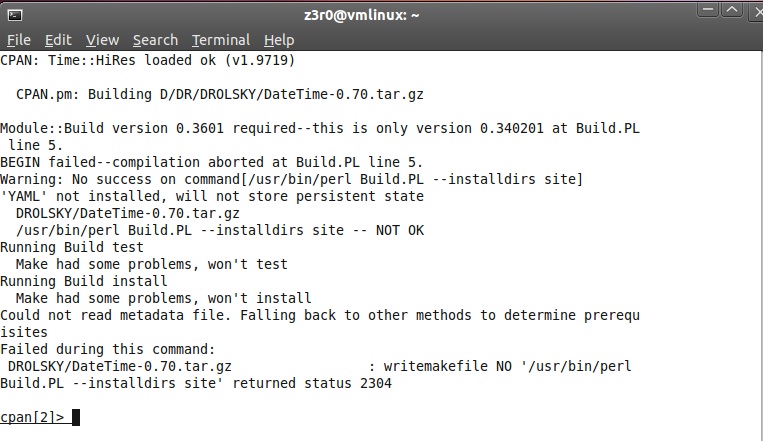 z3r0@vmlinux: ~
File Edit View Search Terminal Help
CPAN: Time::HiRes loaded ok (v1.9719)
CPAN.pm: Building D/DR/DROLSKY/DateTime-0.70.tar.gz
Module::Build version 0.3601 required--this is only version 0.340201 at Build.PL
line 5.
BEGIN failed--compilation aborted at Build.PL line 5.
Warning: No success on command[/usr/bin/perl Build.PL --installdirs site]
'YAML' not installed, will not store persistent state
DROLSKY/DateTime-0.70.tar.gz
/usr/bin/perl Build.PL --installdirs site -- NOT OK
Running Build test
Make had some problems, won't test
Running Build install
Make had some problems, won't install
Could not read metadata file. Falling back to other methods to determine prerequ
isites
Failed during this command:
DROLSKY/DateTime-0.70.tar.gz : writemakefile NO '/usr/bin/perl
Build.PL --installdirs site' returned status 2304
cpan[2]>